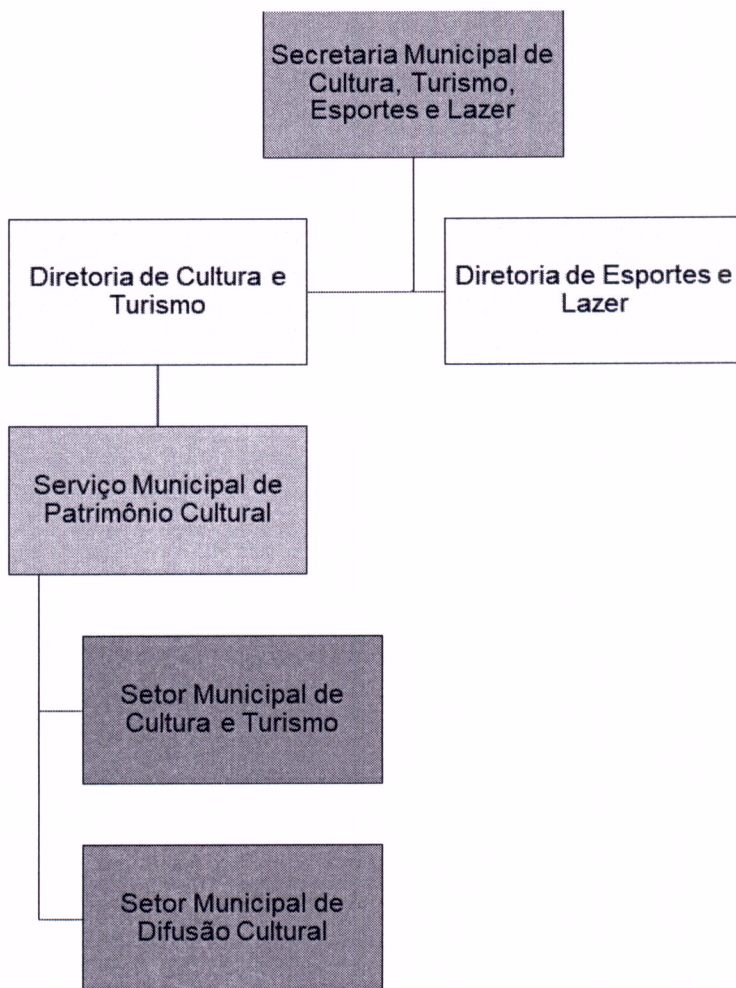 Secretaria Municipal de
Cultura, Turismo,
Esportes e Lazer
Diretoria de Cultura e
Turismo
Diretoria de Esportes e
Lazer
Serviço Municipal de
Patrimônio Cultural
Setor Municipal de
Cultura e Turismo
Setor Municipal de
Difusão Cultural